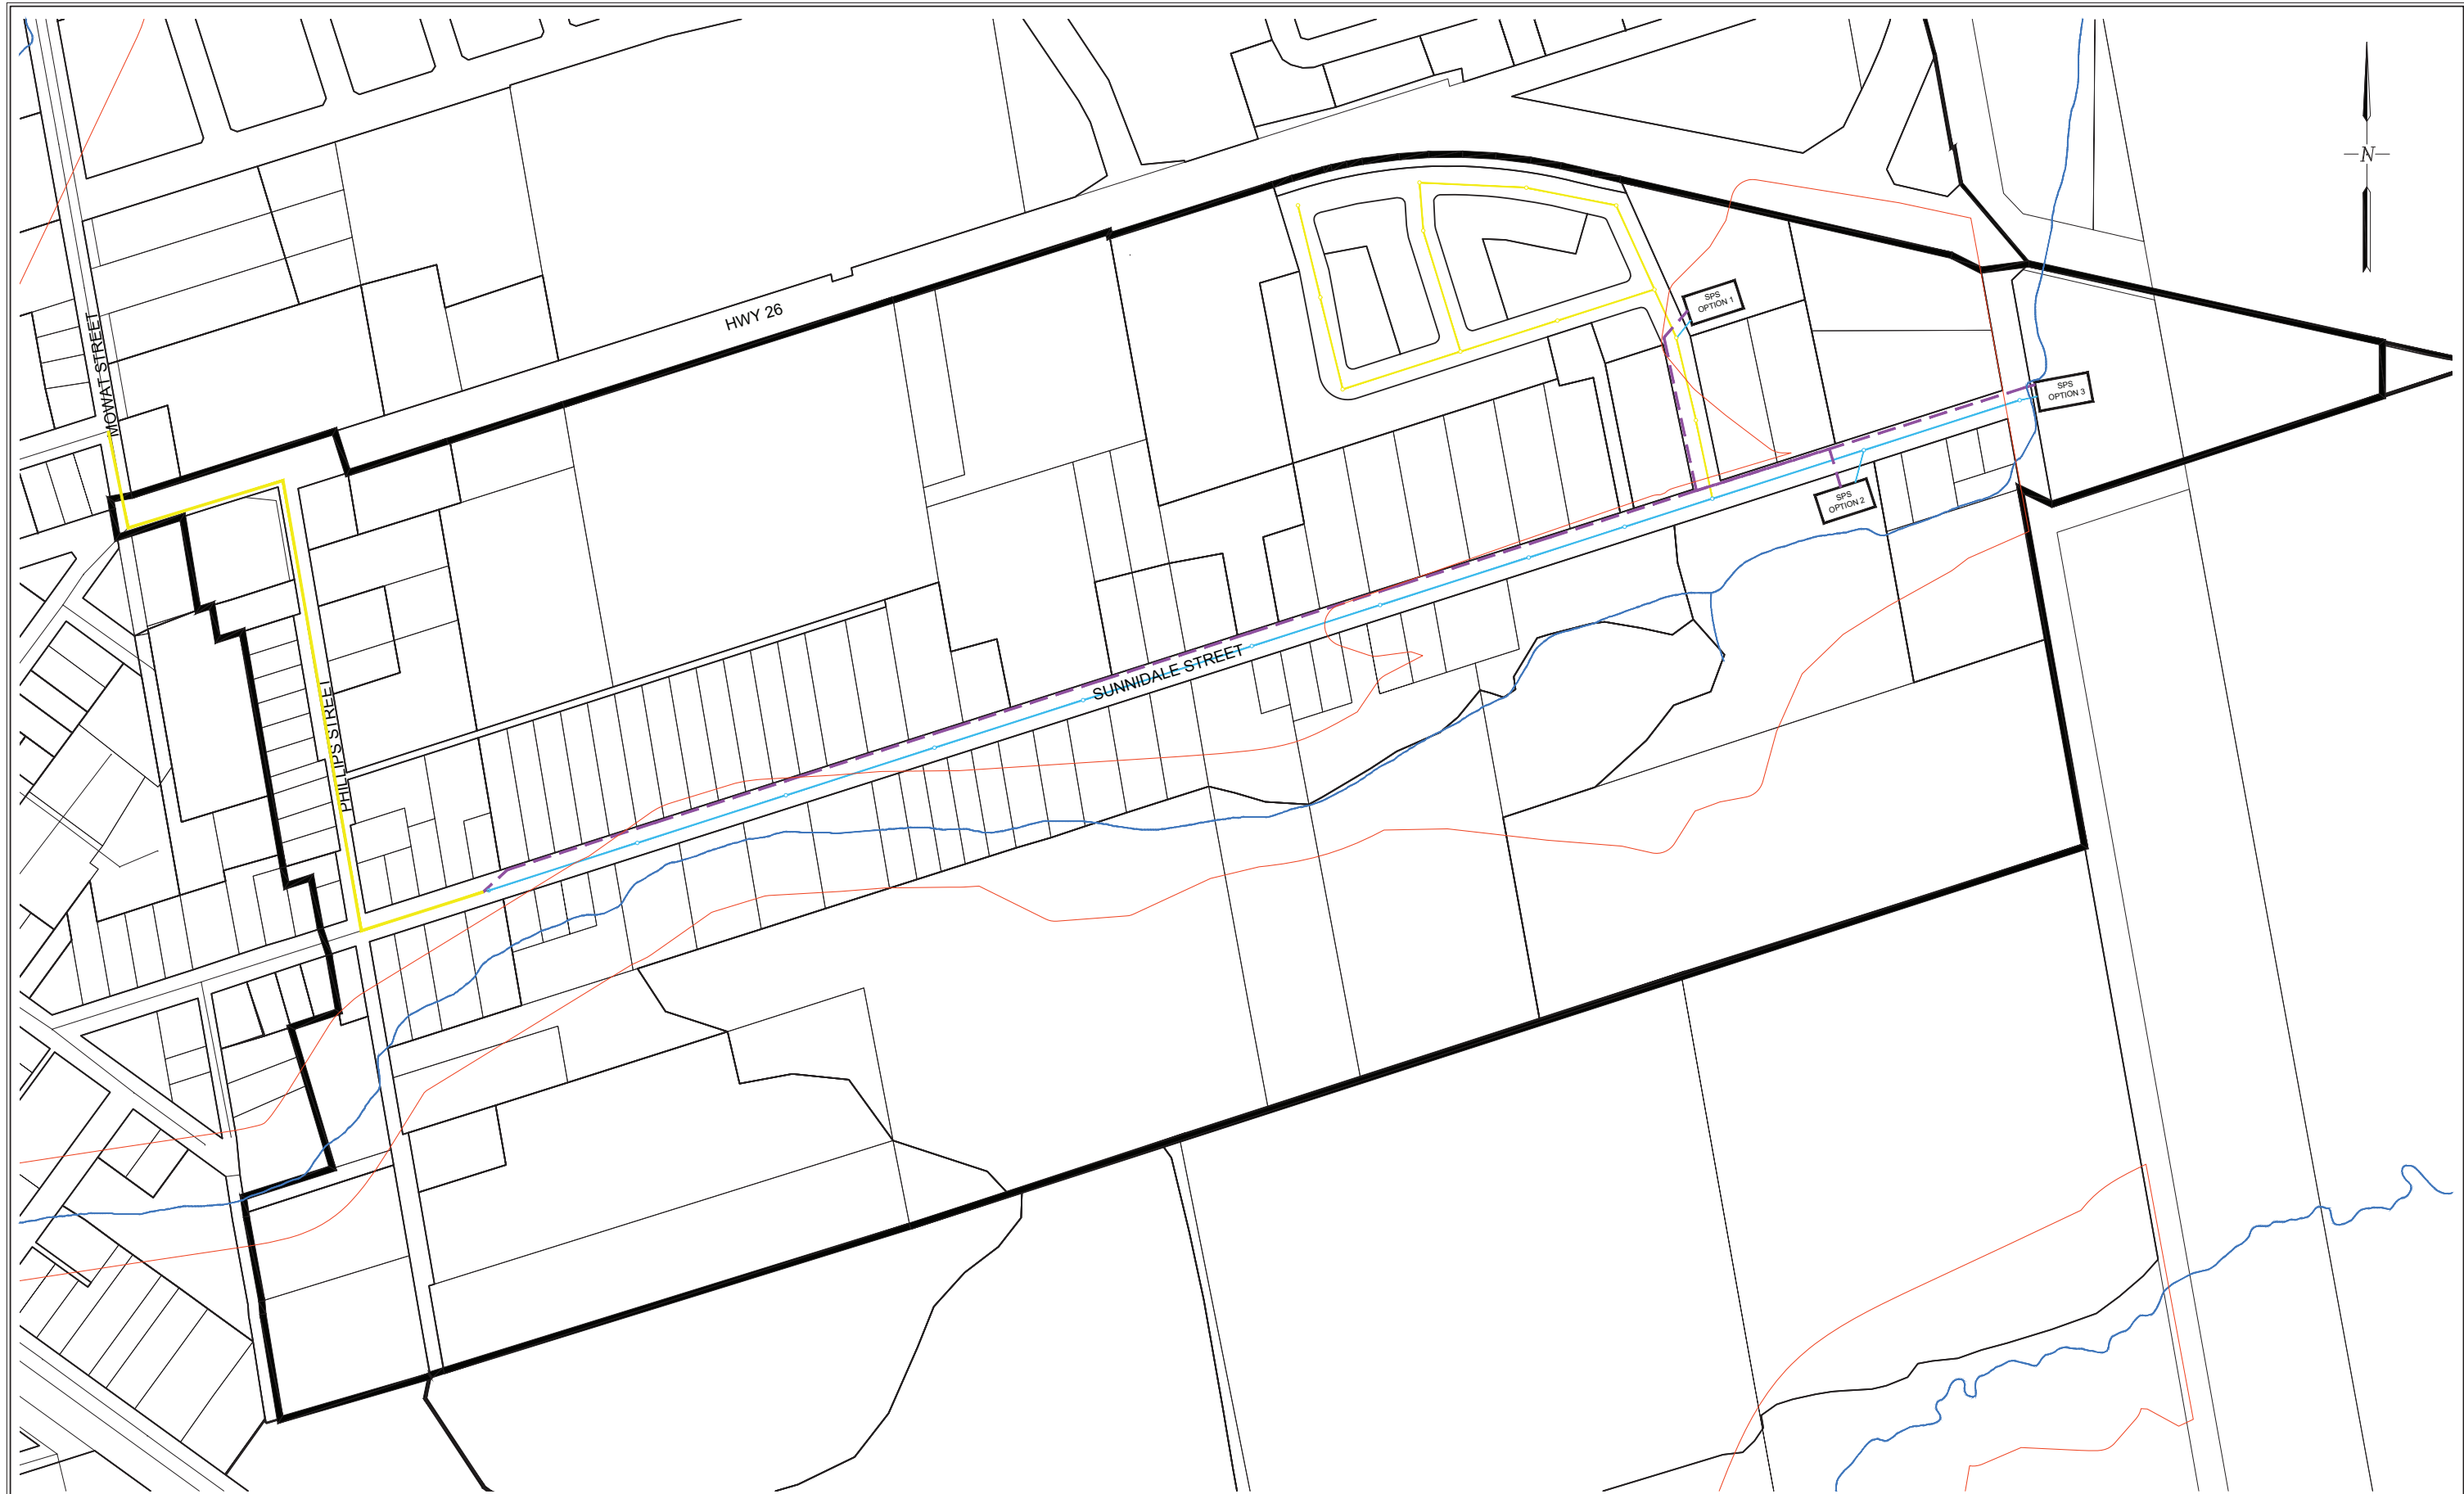 N
SPS
OPTION 1
HWY 26
MOWAT STREET
SPS
OPTION 3
SPS
OPTION 2
SUNNIDALE STREET
PHILLIPS STREET